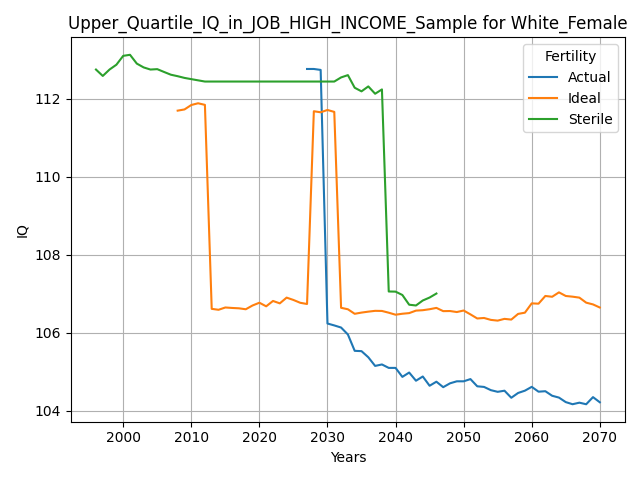 Upper_Quartile_IQ_in_JOB_HIGH_INCOME_Sample for White_Female
Fertility
Actual
Ideal
Sterile
IQ
112
110
108
106
104
2000 2010 2020 2030 2040 2050 2060 2070
Years